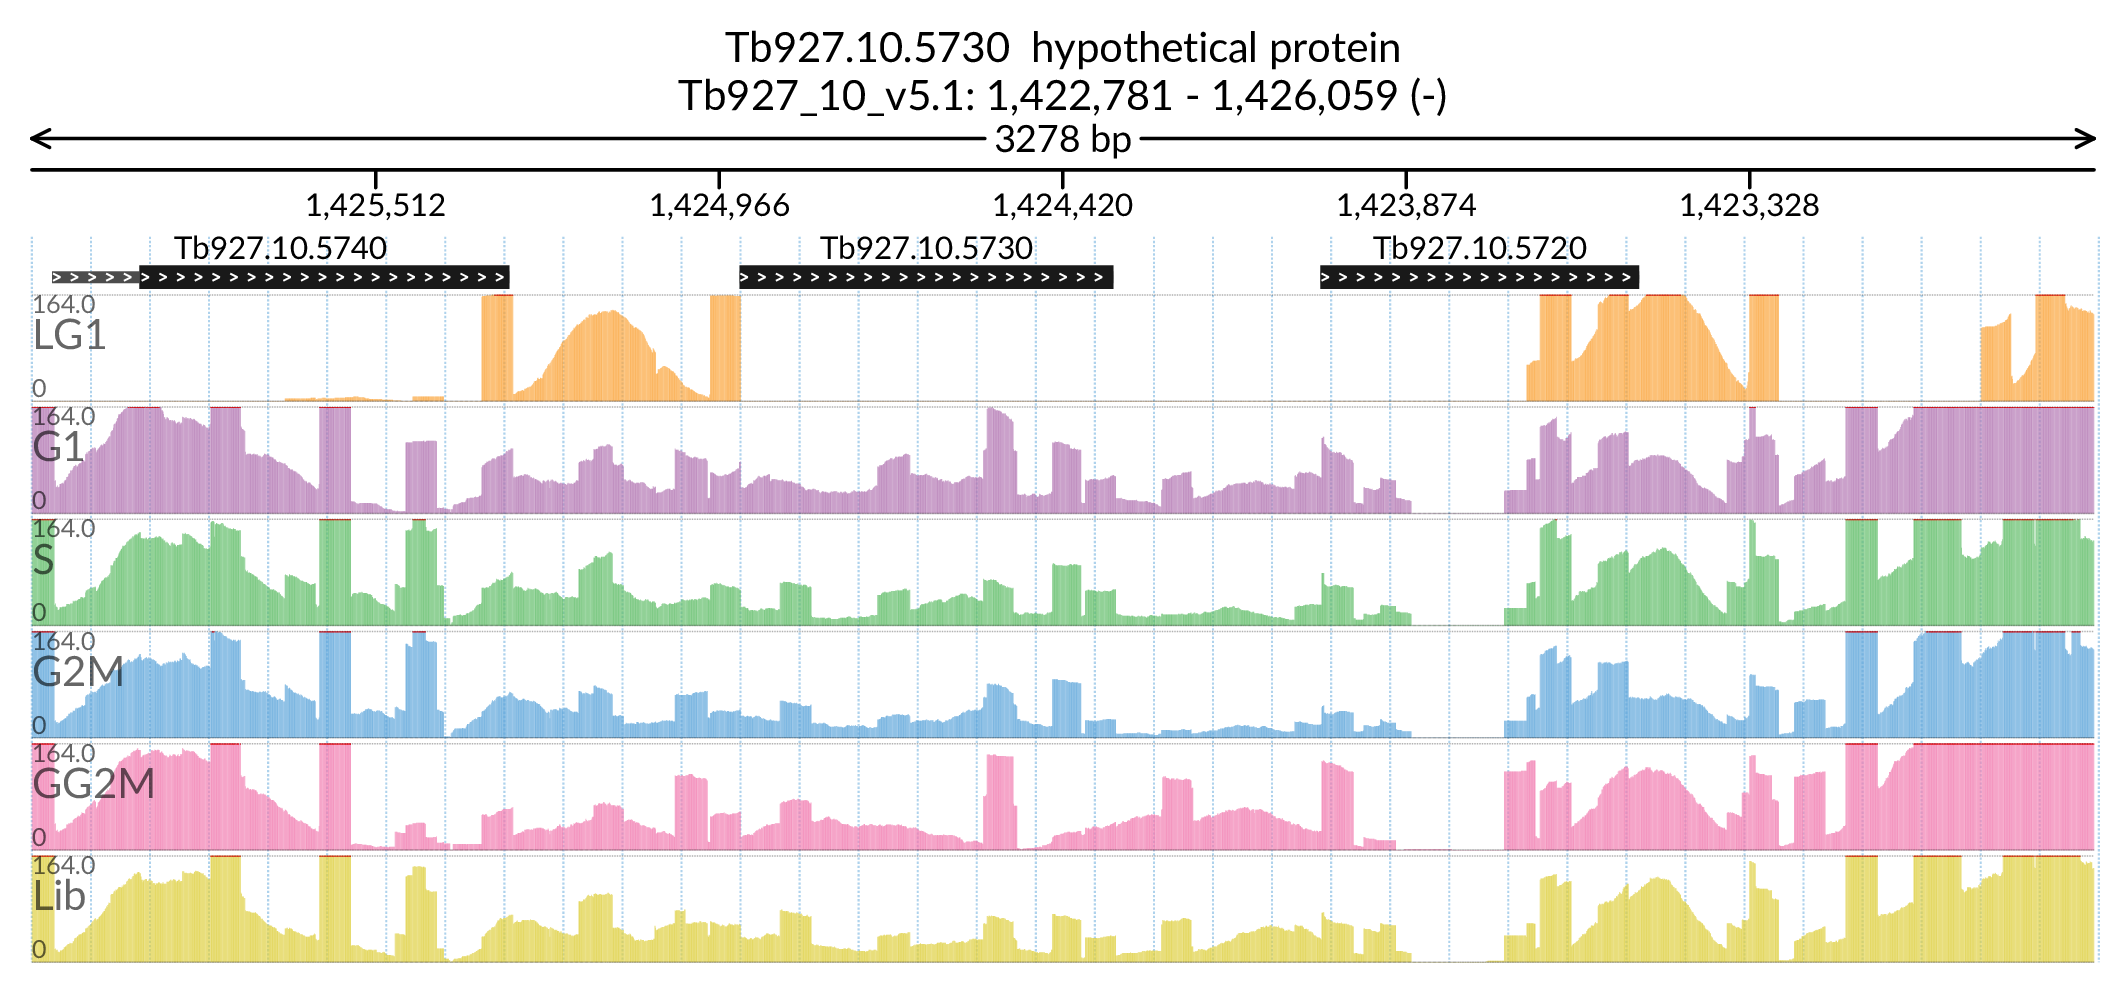 Tb927.10.5730 hypothetical protein
Tb927_10_v5.1: 1,422,781 - 1,426,059 (-)
3278 bp
1,425,512 1,424,966 1,424,420 1,423,874 1,423,328
Tb927.10.5740 Tb927.10.5730 Tb927.10.5720
164.0
LG1
0
164.0
G1
0
164.0
S
0
164.0
G2M
0
164.0
GG2M
0
164.0
Lib
0